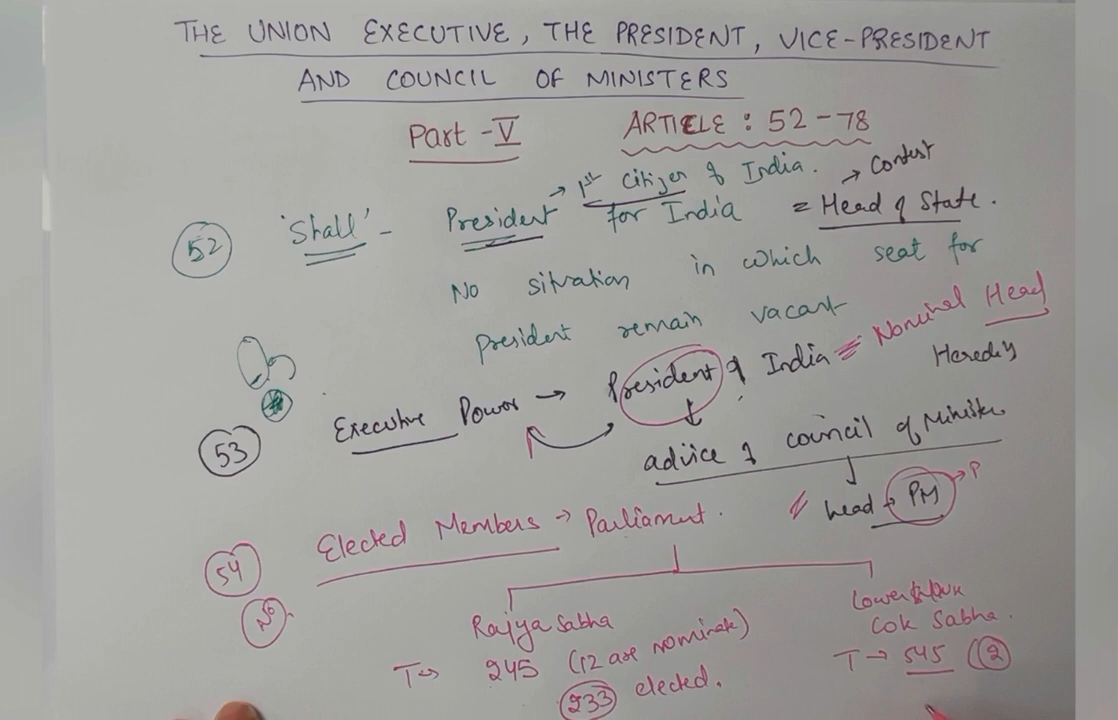 THE UNION EXECUTIVE, THE PRESIDENT, VICE-PRESIDENT
AND COUNCIL OF MINISTERS
Part - V ARTICLE : 52 - 78
→ 1st Citizen of India. → Contest
52 'Shall' - President for India = Head of State.
No situation in which seat for
president remain vacant
53 Executive Power → President of India = Nominal Head
advice of council of Ministers
head → PM → P
54 Elected Members → Parliament.
Rajya Sabha Lower House
Lok Sabha.
T → 245 (12 are nominate) T → 545 (2)
233 elected.